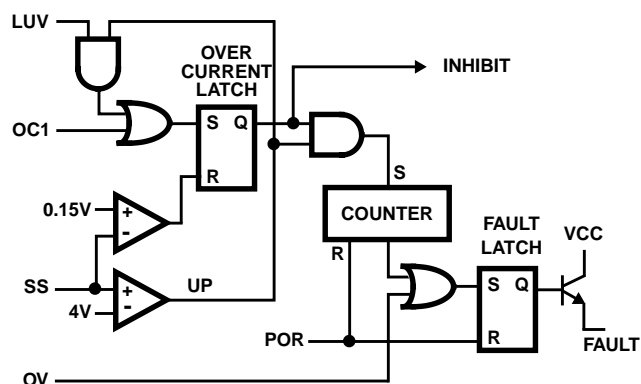 LUV
OVER
CURRENT
LATCH
INHIBIT
OC1
S Q
R
0.15V
+
-
S
COUNTER
R
FAULT
LATCH
VCC
SS
+
-
4V
UP
S Q
R
POR
FAULT
OV